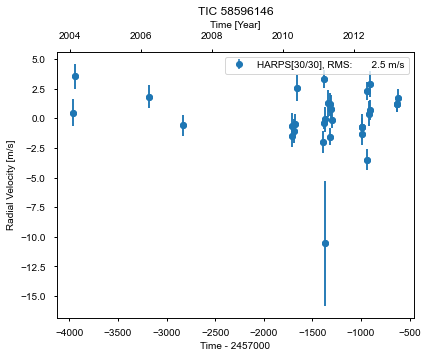 TIC 58596146
Time [Year]
2004 2006 2007 2008 2010 2011 2012
HARPS[30/30], RMS: 2.5 m/s
Radial Velocity [m/s]
5.0
2.5
0.0
−2.5
−5.0
−7.5
−10.0
−12.5
−15.0
−4000 −3500 −3000 −2500 −2000 −1500 −1000 −500
Time - 2457000